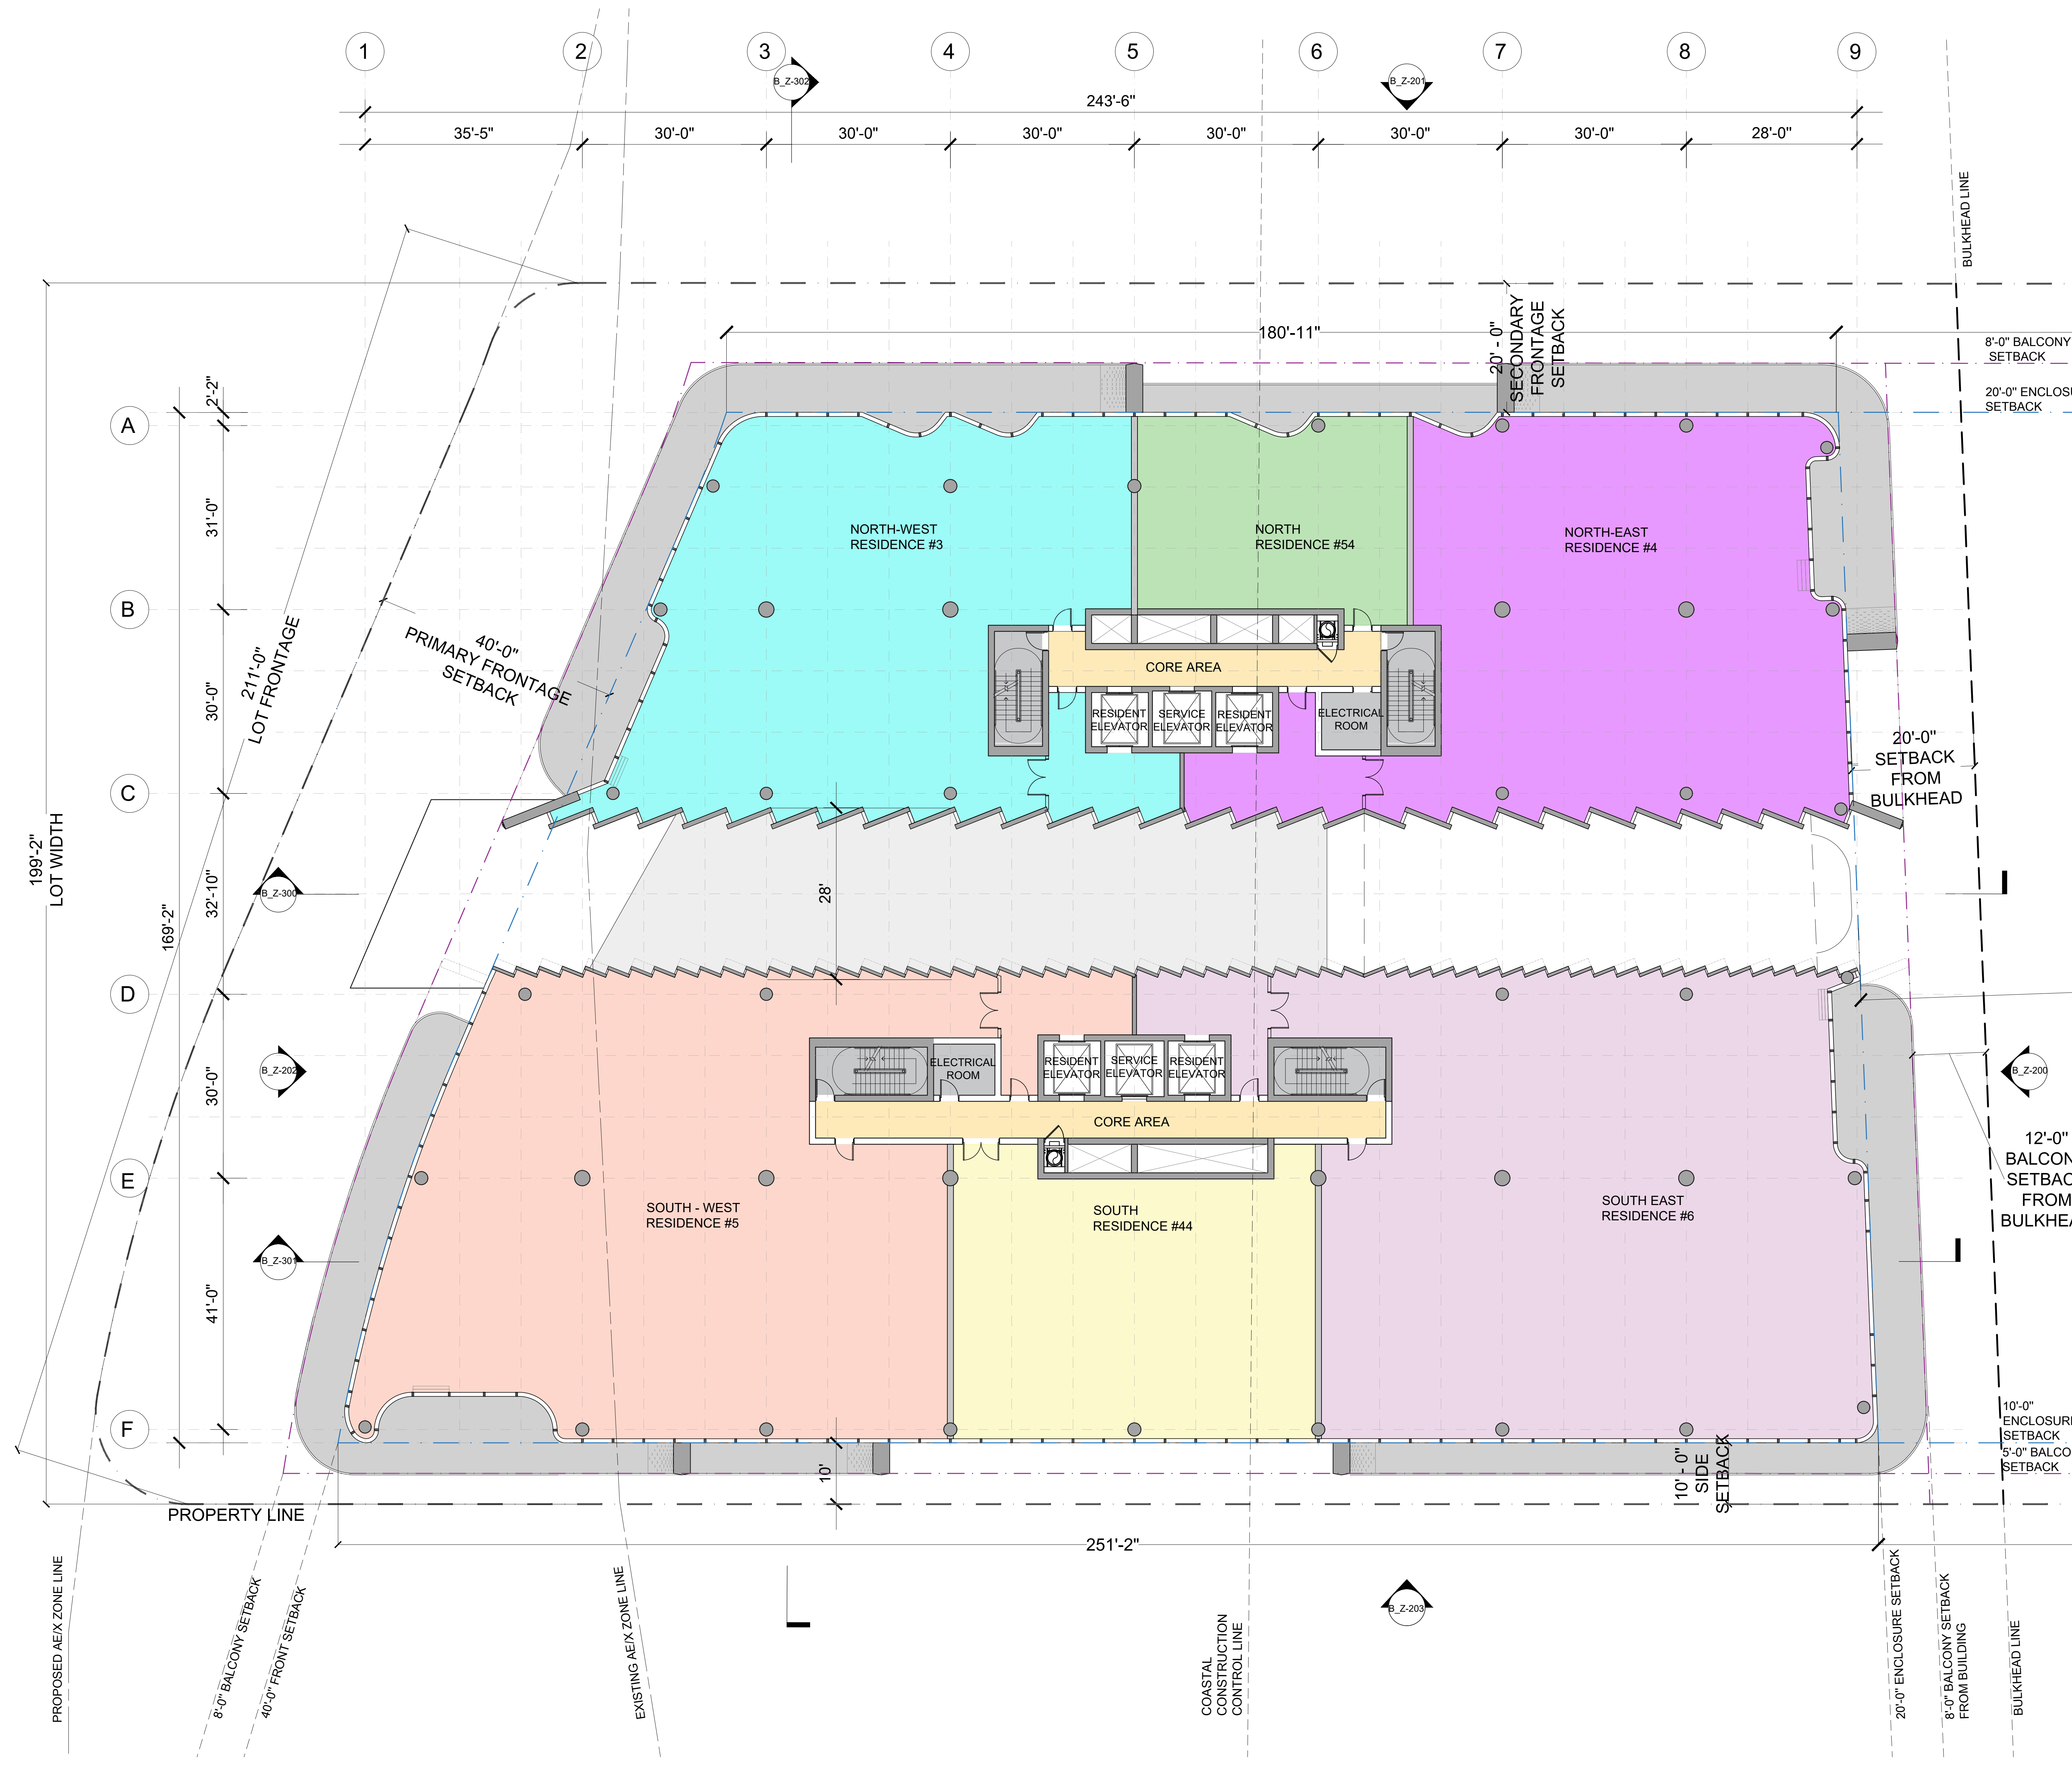 1
2
3
4
5
6
7
8
9
B_Z-302
B_Z-201
243'-6"
35'-5"
30'-0"
30'-0"
30'-0"
30'-0"
30'-0"
30'-0"
28'-0"
BULKHEAD LINE
180'-11"
20' - 0"
SECONDARY
FRONTAGE
SETBACK
8'-0" BALCONY
SETBACK
20'-0"
SETBACK
2'-2"
A
31'-0"
B
30'-0"
C
32'-10"
D
30'-0"
E
41'-0"
F
169'-2"
199'-2"
LOT WIDTH
211'-0"
LOT FRONTAGE
40'-0"
PRIMARY FRONTAGE
SETBACK
NORTH-WEST
RESIDENCE #3
NORTH
RESIDENCE #54
NORTH-EAST
RESIDENCE #4
CORE AREA
RESIDENT
ELEVATOR
SERVICE
ELEVATOR
RESIDENT
ELEVATOR
ELECTRICAL
ROOM
20'-0"
SETBACK
FROM
BULKHEAD
B_Z-300
28'
B_Z-202
ELECTRICAL
ROOM
RESIDENT
ELEVATOR
SERVICE
ELEVATOR
RESIDENT
ELEVATOR
CORE AREA
B_Z-200
12'-0"
FROM
SOUTH - WEST
RESIDENCE #5
SOUTH
RESIDENCE #44
SOUTH EAST
RESIDENCE #6
B_Z-301
10'-0"
SETBACK
5'-0"
SETBACK
10'
10' - 0"
SIDE
SETBACK
PROPERTY LINE
251'-2"
PROPOSED AE/X ZONE LINE
8'-0" BALCONY SETBACK
40'-0" FRONT SETBACK
EXISTING AE/X ZONE LINE
COASTAL
CONSTRUCTION
CONTROL LINE
B_Z-203
20'-0" ENCLOSURE SETBACK
8'-0" BALCONY SETBACK
FROM BUILDING
BULKHEAD LINE